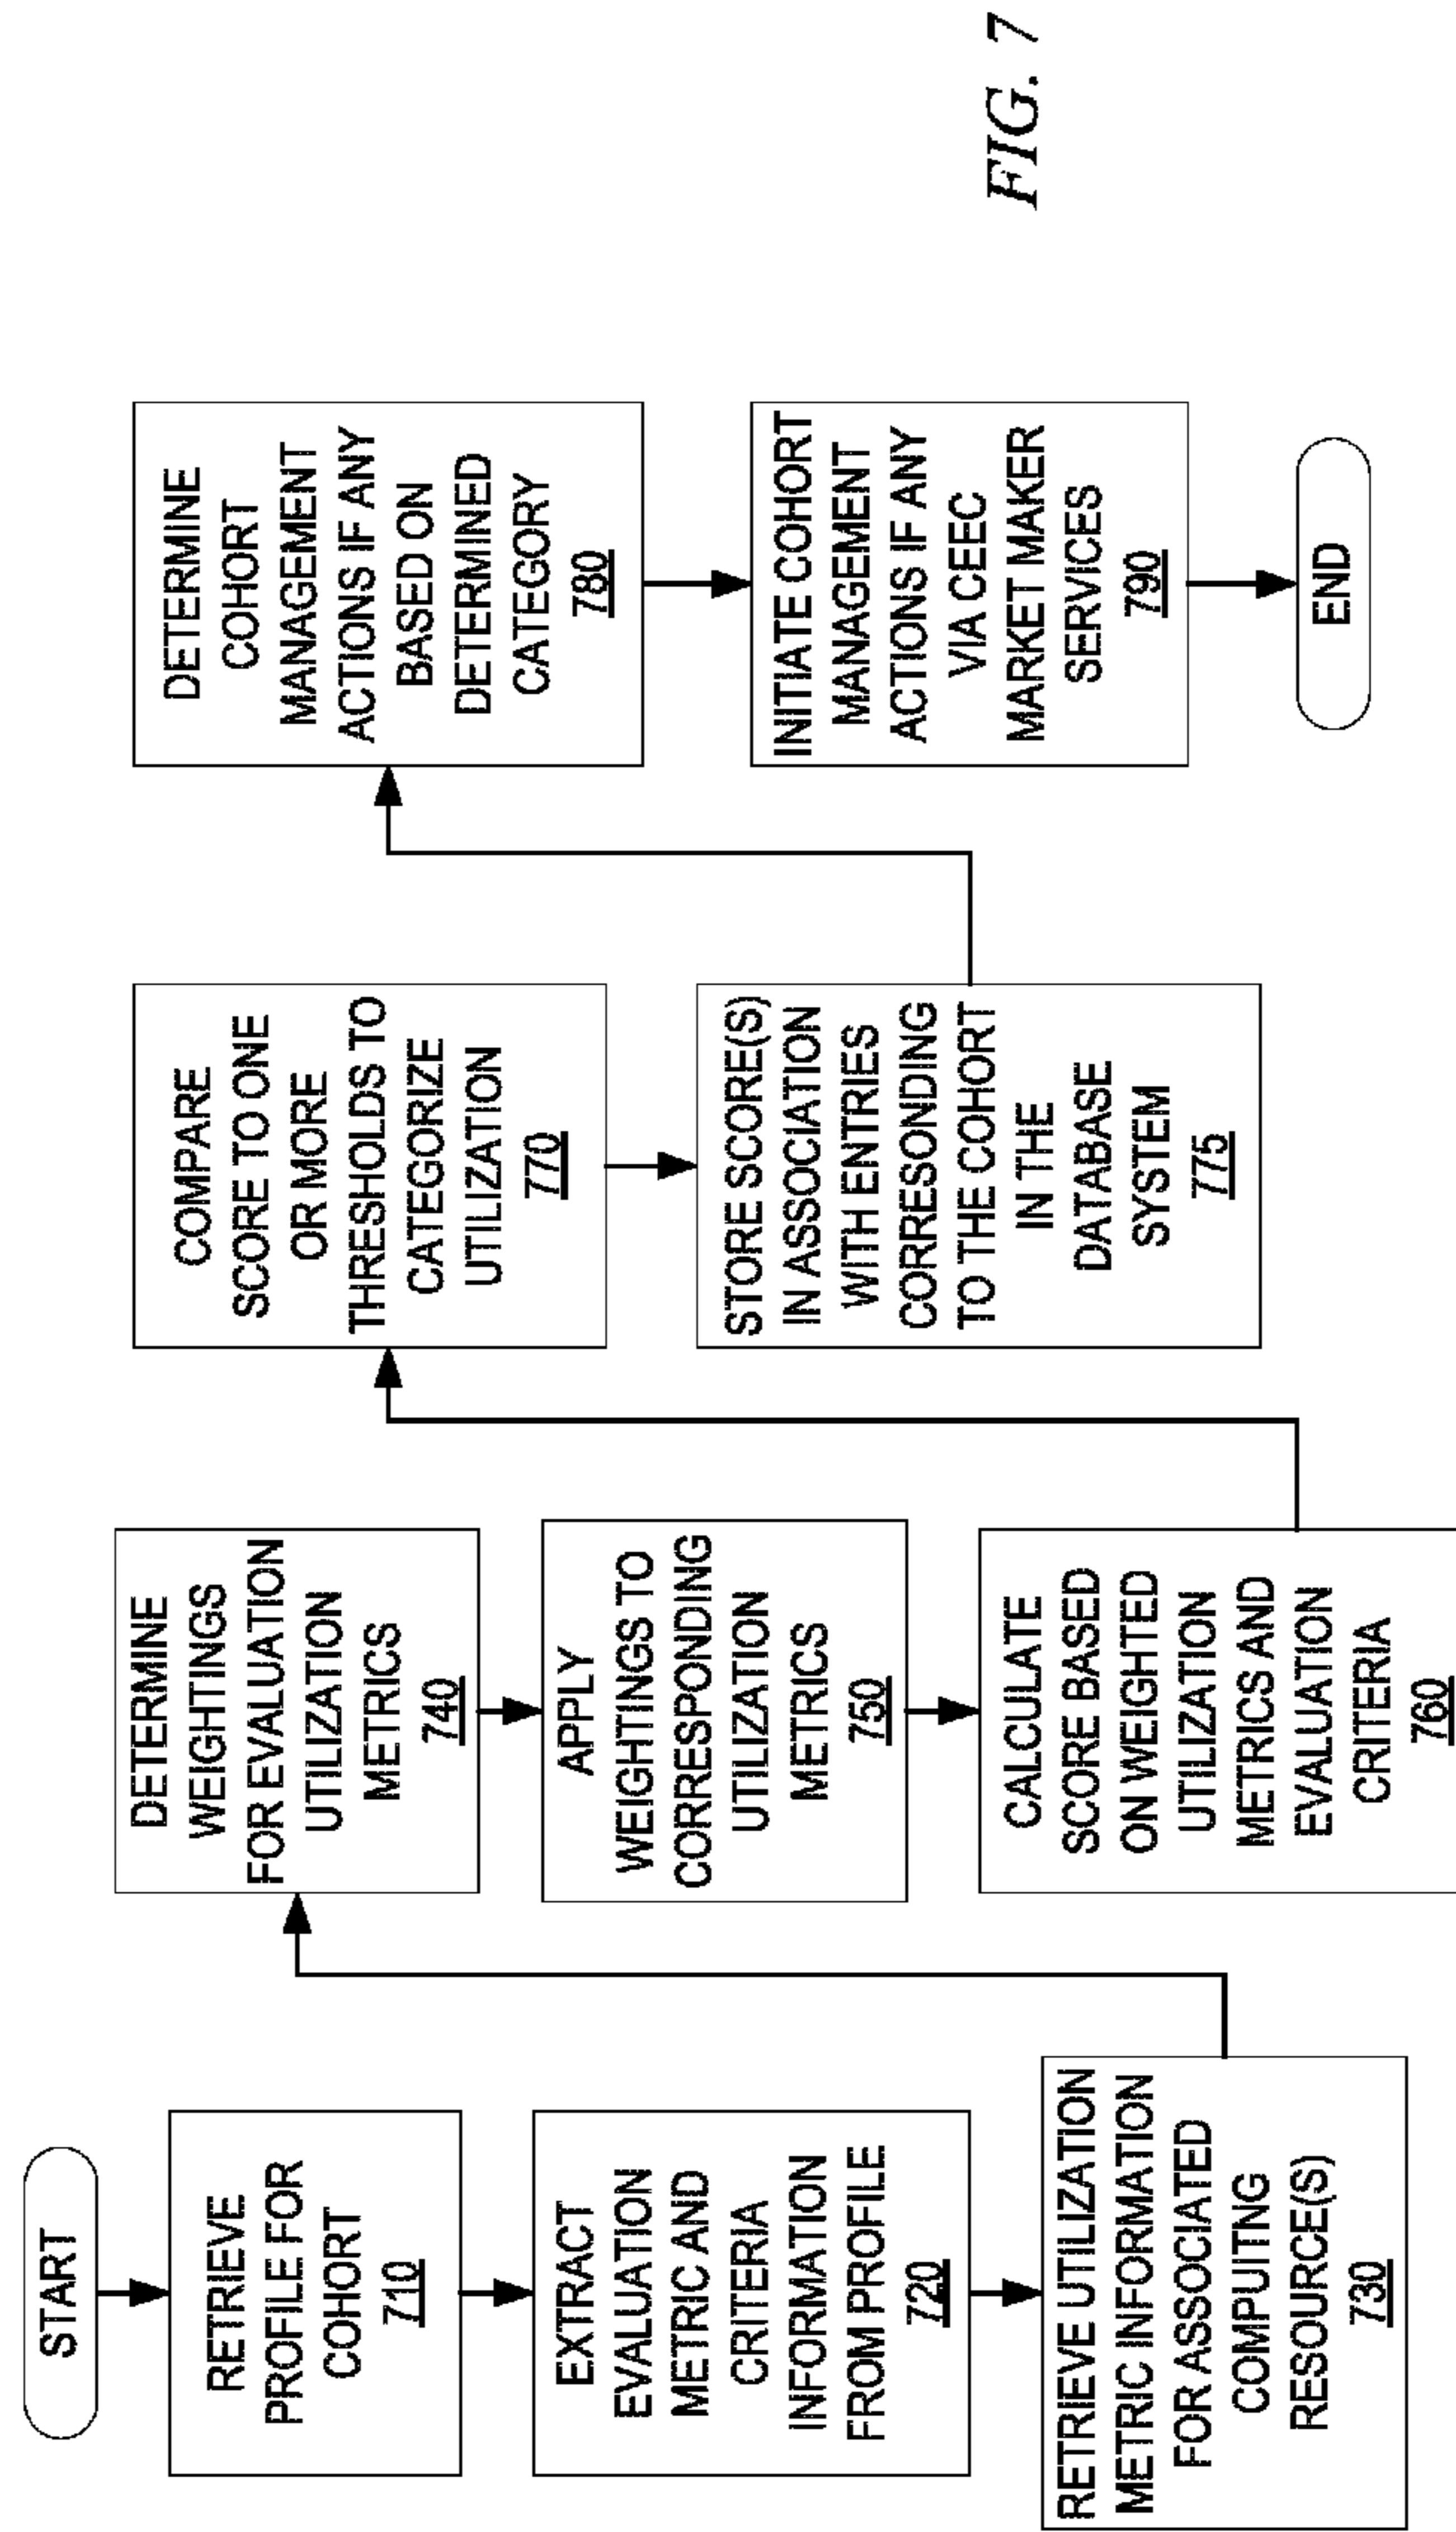 START
RETRIEVE
PROFILE FOR
COHORT
710
EXTRACT
EVALUATION
METRIC AND
CRITERIA
INFORMATION
FROM PROFILE
720
RETRIEVE UTILIZATION
METRIC INFORMATION
FOR ASSOCIATED
COMPUITNG
RESOURCE(S)
730
DETERMINE
WEIGHTINGS
FOR EVALUATION
UTILIZATION
METRICS
740
APPLY
WEIGHTINGS TO
CORRESPONDING
UTILIZATION
METRICS
750
CALCULATE
SCORE BASED
ON WEIGHTED
UTILIZATION
METRICS AND
EVALUATION
CRITERIA
760
COMPARE
SCORE TO ONE
OR MORE
THRESHOLDS TO
CATEGORIZE
UTILIZATION
770
STORE SCORE(S)
IN ASSOCIATION
WITH ENTRIES
CORRESONDING
TO THE COHORT
IN THE
DATABASE
SYSTEM
775
DETERMINE
COHORT
MANAGEMENT
ACTIONS IF ANY
BASED ON
DETERMINED
CATEGORY
780
INITIATE COHORT
MANAGEMENT
ACTIONS IF ANY
VIA CEEC
MARKET MAKER
SERVICES
790
END
FIG. 7